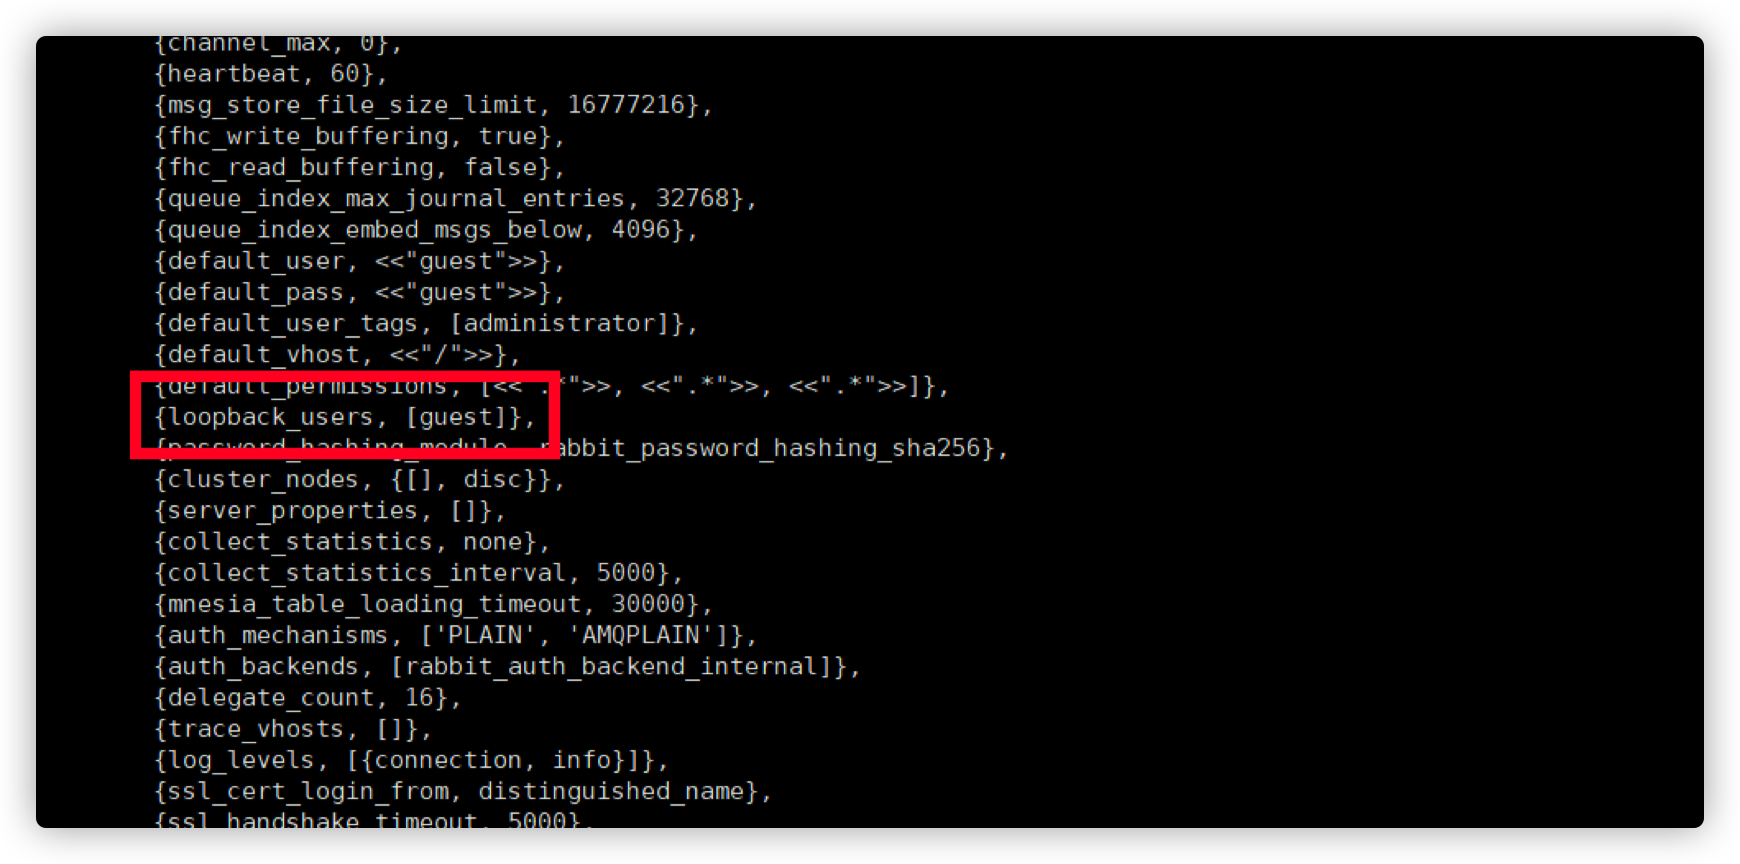 {channel_max, 0},
{heartbeat, 60},
{msg_store_file_size_limit, 16777216},
{fhc_write_buffering, true},
{fhc_read_buffering, false},
{queue_index_max_journal_entries, 32768},
{queue_index_embed_msgs_below, 4096},
{default_user, <<"guest">>},
{default_pass, <<"guest">>},
{default_user_tags, [administrator]},
{default_vhost, <<"/">>},
{default_permissions, [<<".*">>, <<".*">>, <<".*">>]},
{loopback_users, [guest]},
{password_hashing_module, rabbit_password_hashing_sha256},
{cluster_nodes, {[], disc}},
{server_properties, []},
{collect_statistics, none},
{collect_statistics_interval, 5000},
{mnesia_table_loading_timeout, 30000},
{auth_mechanisms, ['PLAIN', 'AMQPLAIN']},
{auth_backends, [rabbit_auth_backend_internal]},
{delegate_count, 16},
{trace_vhosts, []},
{log_levels, [{connection, info}]},
{ssl_cert_login_from, distinguished_name},
{ssl_handshake_timeout, 5000},